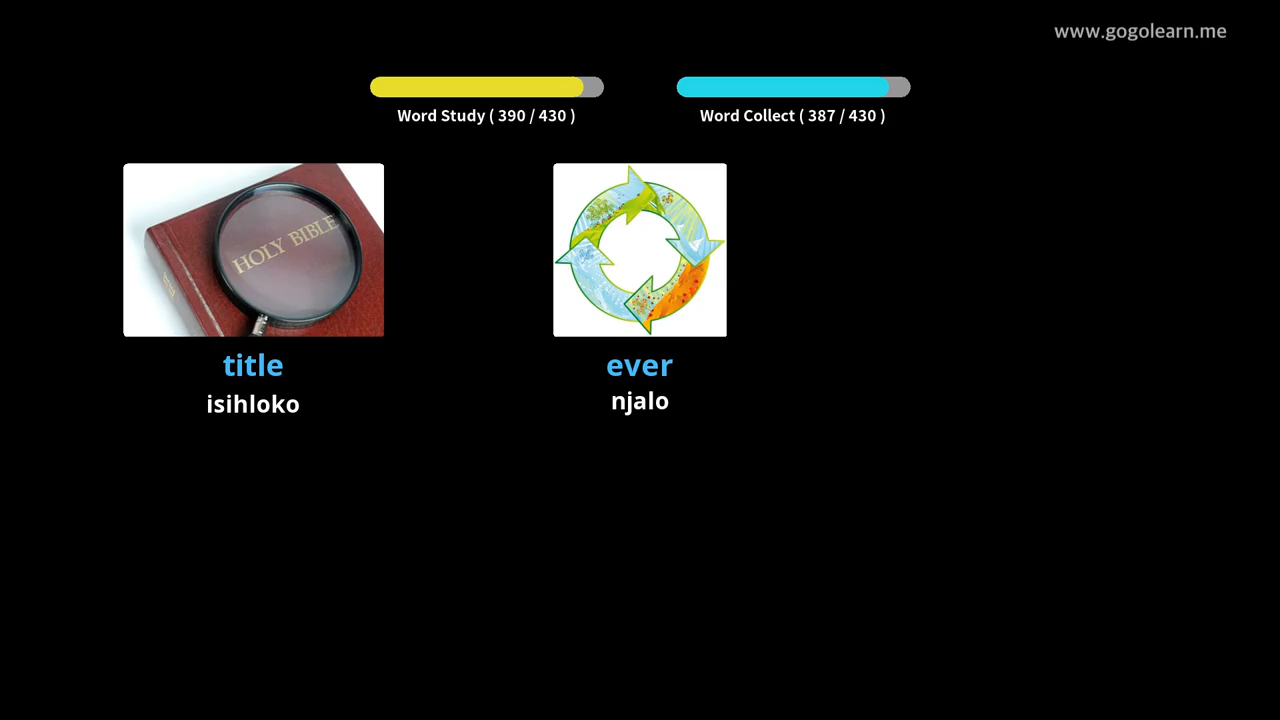 www.gogolearn.me
Word Study ( 390 / 430 )
Word Collect ( 387 / 430 )
HOLY BIBLE
title
ever
isihloko
njalo